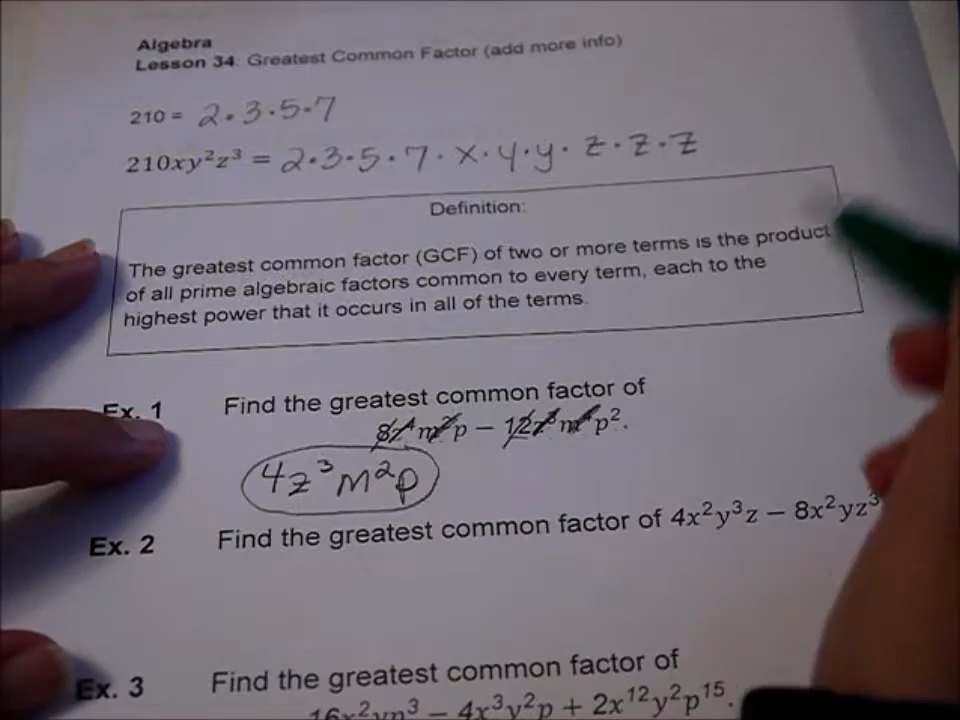 Algebra
Lesson 34: Greatest Common Factor (add more info)
210 = 2·3·5·7
210xy²z³ = 2·3·5·7·x·y·y·z·z·z
Definition:
The greatest common factor (GCF) of two or more terms is the product
of all prime algebraic factors common to every term, each to the
highest power that it occurs in all of the terms.
Ex. 1 Find the greatest common factor of
8z⁴m²p − 12z³m⁴p².
4z³m²p
Ex. 2 Find the greatest common factor of 4x²y³z − 8x²yz³
Ex. 3 Find the greatest common factor of
− 4x³y²p + 2x¹²y²p¹⁵.